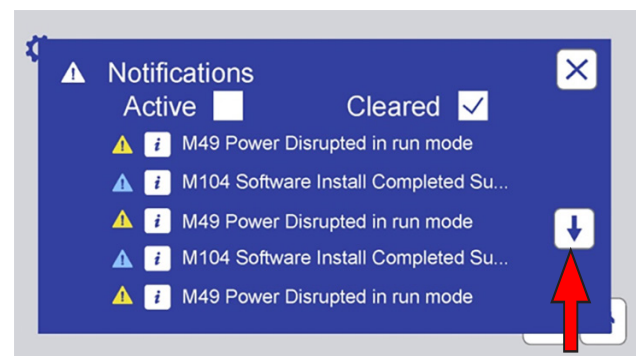 Notifications
Active Cleared
M49 Power Disrupted in run mode
M104 Software Install Completed Su...
M49 Power Disrupted in run mode
M104 Software Install Completed Su...
M49 Power Disrupted in run mode